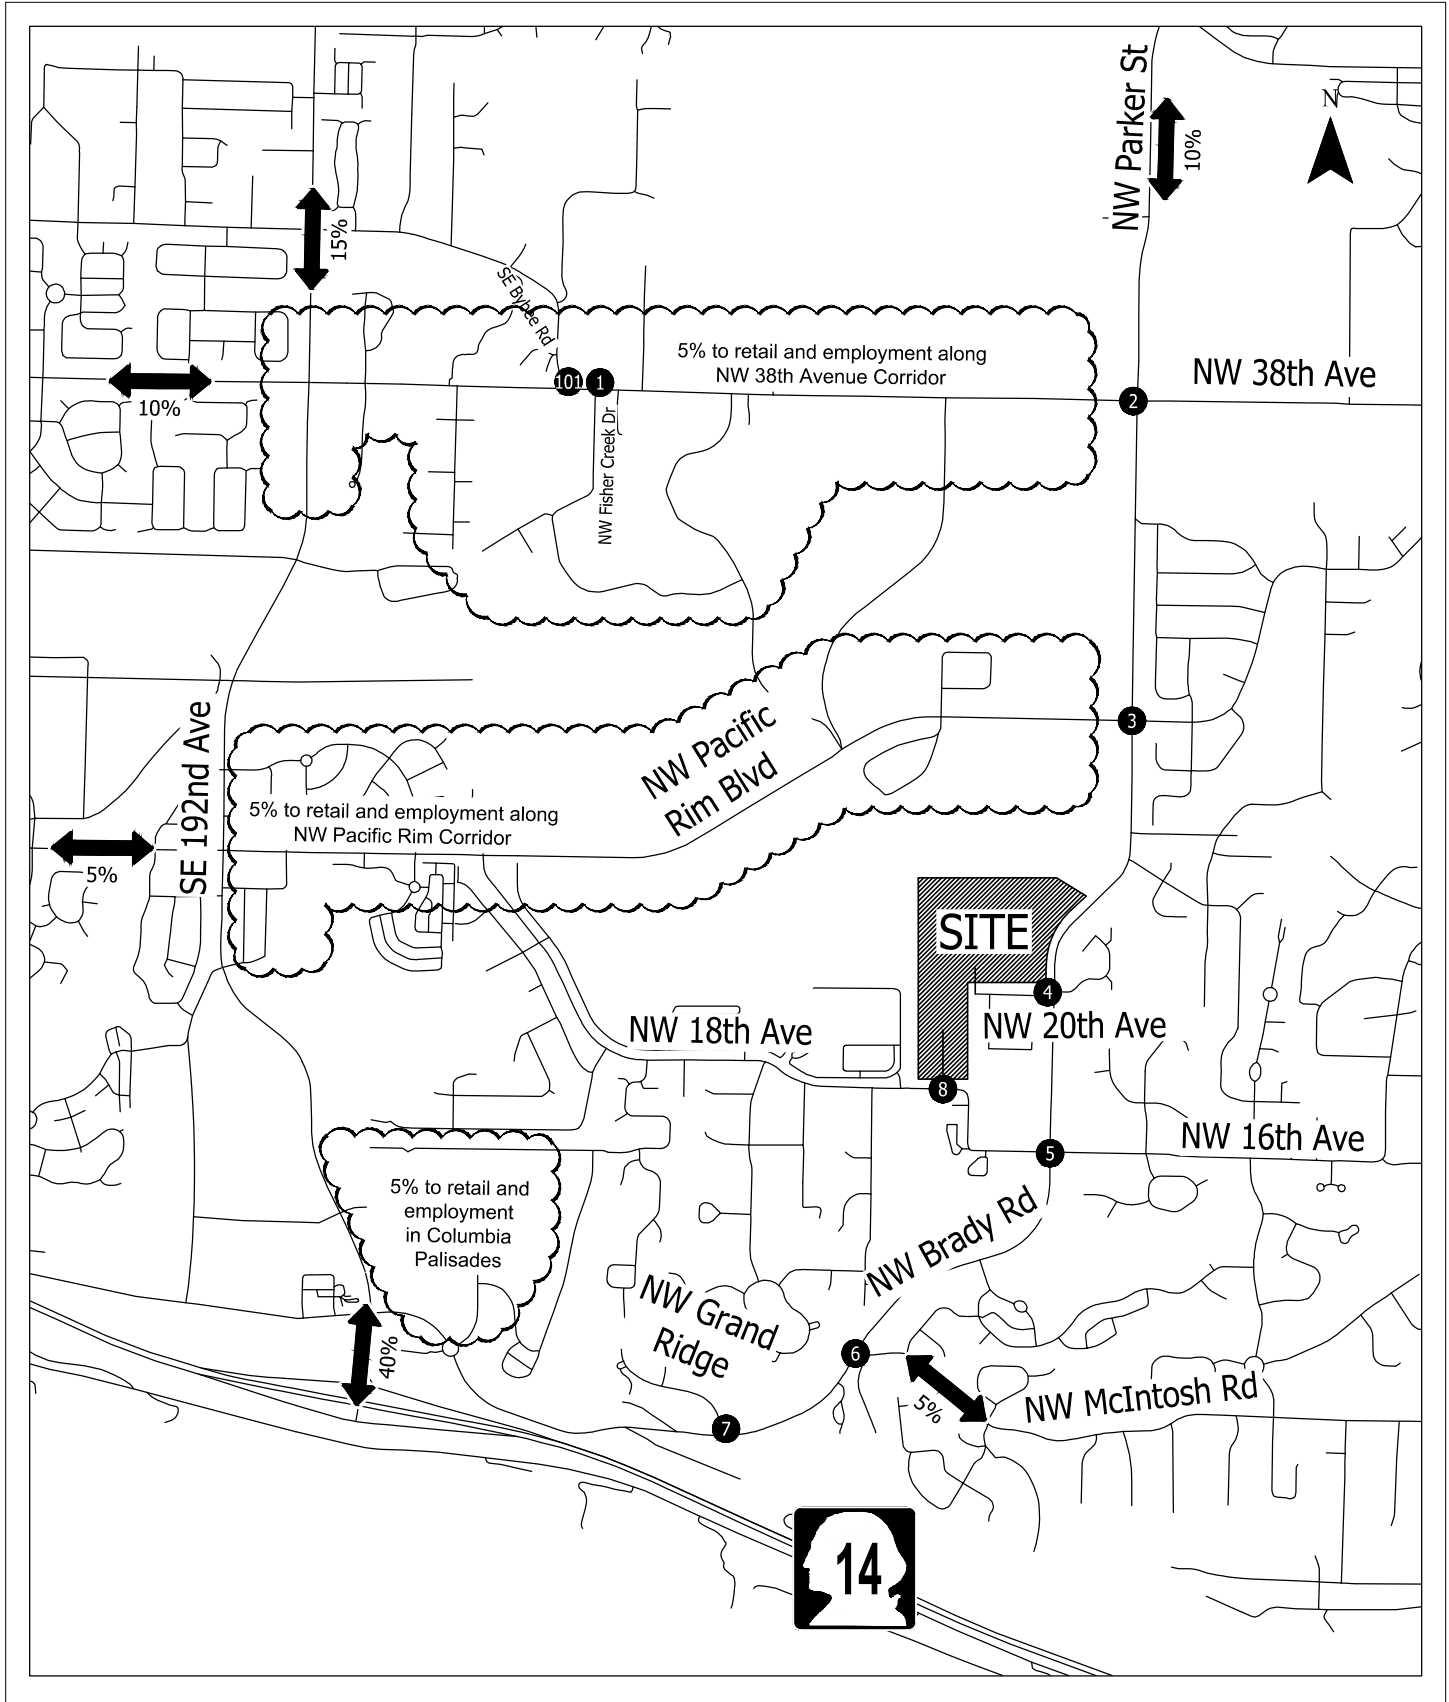 NW Parker St
10%
N
15%
SE Bybee Rd
5% to retail and employment along
NW 38th Avenue Corridor
NW 38th Ave
10%
101
1
2
NW Fisher Creek Dr
SE 192nd Ave
NW Pacific
Rim Blvd
3
5% to retail and employment along
NW Pacific Rim Corridor
5%
SITE
4
NW 18th Ave
NW 20th Ave
8
5
NW 16th Ave
5% to retail and
employment
in Columbia
Palisades
NW Brady Rd
NW Grand
Ridge
40%
6
5%
NW McIntosh Rd
7
14